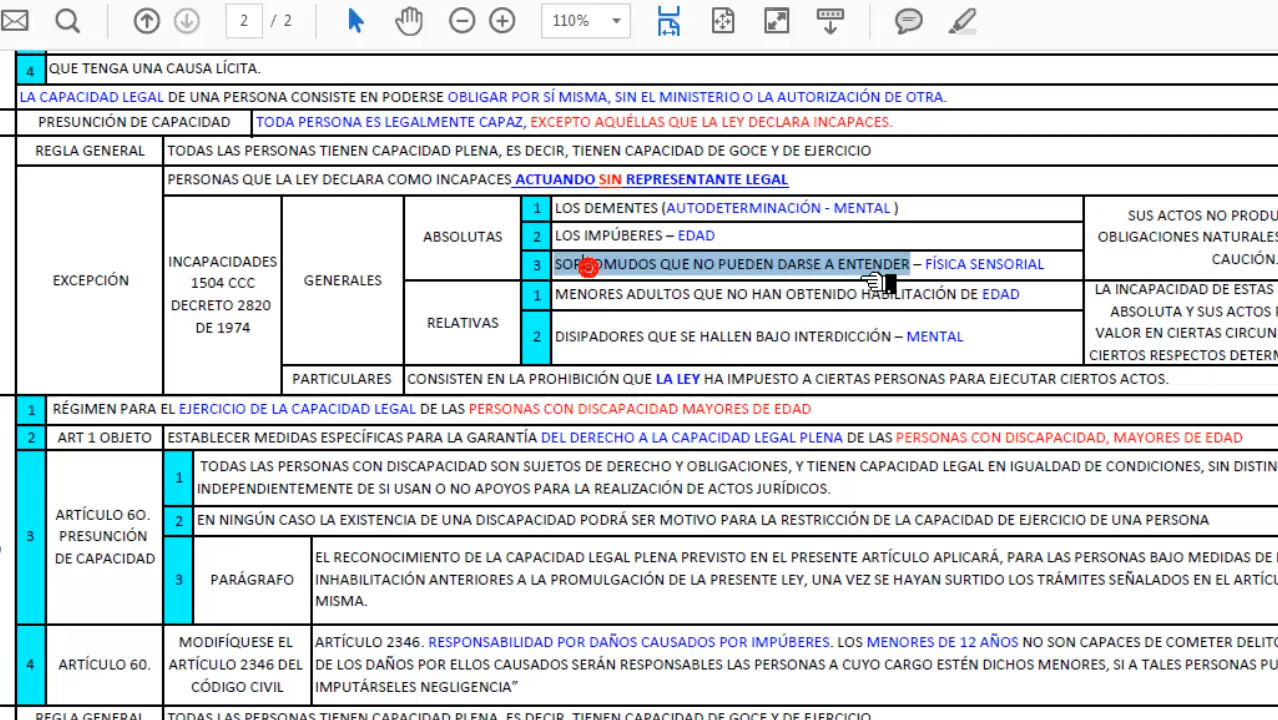 2 / 2
110%
4 QUE TENGA UNA CAUSA LÍCITA.
LA CAPACIDAD LEGAL DE UNA PERSONA CONSISTE EN PODERSE OBLIGAR POR SÍ MISMA, SIN EL MINISTERIO O LA AUTORIZACIÓN DE OTRA.
PRESUNCIÓN DE CAPACIDAD TODA PERSONA ES LEGALMENTE CAPAZ, EXCEPTO AQUÉLLAS QUE LA LEY DECLARA INCAPACES.
REGLA GENERAL TODAS LAS PERSONAS TIENEN CAPACIDAD PLENA, ES DECIR, TIENEN CAPACIDAD DE GOCE Y DE EJERCICIO
EXCEPCIÓN
PERSONAS QUE LA LEY DECLARA COMO INCAPACES ACTUANDO SIN REPRESENTANTE LEGAL
INCAPACIDADES
1504 CCC
DECRETO 2820
DE 1974
GENERALES
ABSOLUTAS
1 LOS DEMENTES (AUTODETERMINACIÓN - MENTAL )
2 LOS IMPÚBERES – EDAD
3 QUE NO PUEDEN DARSE A ENTENDER – FÍSICA SENSORIAL
SUS ACTOS NO
OBLIGACIONES NATURALES
CAUCIÓN.
RELATIVAS
1 MENORES ADULTOS QUE NO HAN OBTENIDO HABILITACIÓN DE EDAD
2 DISIPADORES QUE SE HALLEN BAJO INTERDICCIÓN – MENTAL
LA INCAPACIDAD DE ESTAS
ABSOLUTA Y SUS ACTOS
VALOR EN CIERTAS
CIERTOS RESPECTOS
PARTICULARES CONSISTEN EN LA PROHIBICIÓN QUE LA LEY HA IMPUESTO A CIERTAS PERSONAS PARA EJECUTAR CIERTOS ACTOS.
1 RÉGIMEN PARA EL EJERCICIO DE LA CAPACIDAD LEGAL DE LAS PERSONAS CON DISCAPACIDAD MAYORES DE EDAD
2 ART 1 OBJETO ESTABLECER MEDIDAS ESPECÍFICAS PARA LA GARANTÍA DEL DERECHO A LA CAPACIDAD LEGAL PLENA DE LAS PERSONAS CON DISCAPACIDAD, MAYORES DE EDAD
3
ARTÍCULO 6O.
PRESUNCIÓN
DE CAPACIDAD
1 TODAS LAS PERSONAS CON DISCAPACIDAD SON SUJETOS DE DERECHO Y OBLIGACIONES, Y TIENEN CAPACIDAD LEGAL EN IGUALDAD DE CONDICIONES, SIN
INDEPENDIENTEMENTE DE SI USAN O NO APOYOS PARA LA REALIZACIÓN DE ACTOS JURÍDICOS.
2 EN NINGÚN CASO LA EXISTENCIA DE UNA DISCAPACIDAD PODRÁ SER MOTIVO PARA LA RESTRICCIÓN DE LA CAPACIDAD DE EJERCICIO DE UNA PERSONA
3 PARÁGRAFO
EL RECONOCIMIENTO DE LA CAPACIDAD LEGAL PLENA PREVISTO EN EL PRESENTE ARTÍCULO APLICARÁ, PARA LAS PERSONAS BAJO MEDIDAS DE
INHABILITACIÓN ANTERIORES A LA PROMULGACIÓN DE LA PRESENTE LEY, UNA VEZ SE HAYAN SURTIDO LOS TRÁMITES SEÑALADOS EN EL
MISMA.
4 ARTÍCULO 60.
MODIFÍQUESE EL
ARTÍCULO 2346 DEL
CÓDIGO CIVIL
ARTÍCULO 2346. RESPONSABILIDAD POR DAÑOS CAUSADOS POR IMPÚBERES. LOS MENORES DE 12 AÑOS NO SON CAPACES DE COMETER
DE LOS DAÑOS POR ELLOS CAUSADOS SERÁN RESPONSABLES LAS PERSONAS A CUYO CARGO ESTÉN DICHOS MENORES, SI A TALES PERSONAS
IMPUTÁRSELES NEGLIGENCIA”
REGLA GENERAL TODAS LAS PERSONAS TIENEN CAPACIDAD PLENA, ES DECIR, TIENEN CAPACIDAD DE GOCE Y DE EJERCICIO